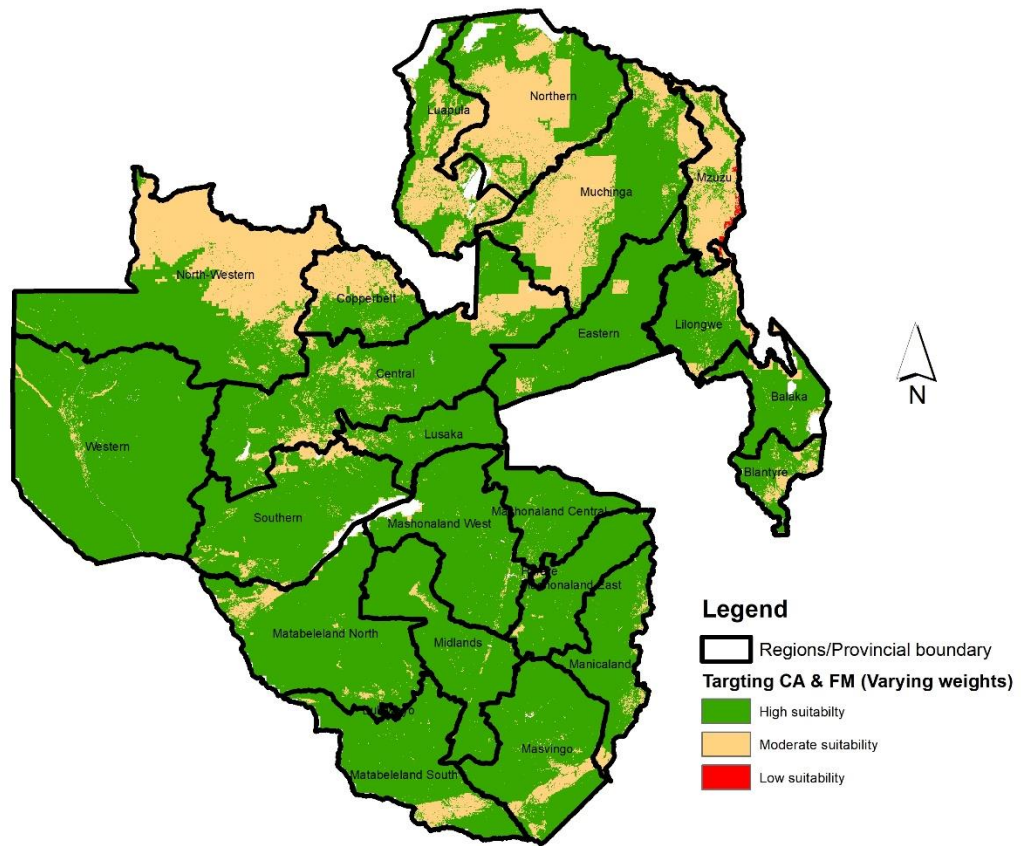 Northern
Luapula
Mzuzu
Muchinga
North-Western
Copperbelt
Lilongwe
Eastern
N
Central
Balaka
Lusaka
Western
Blantyre
Southern
Mashonaland Central
Mashonaland West
Mashonaland East
Matabeleland North
Midlands
Manicaland
Masvingo
Matabeleland South
Legend
Regions/Provincial boundary
Targting CA & FM (Varying weights)
High suitabilty
Moderate suitability
Low suitability